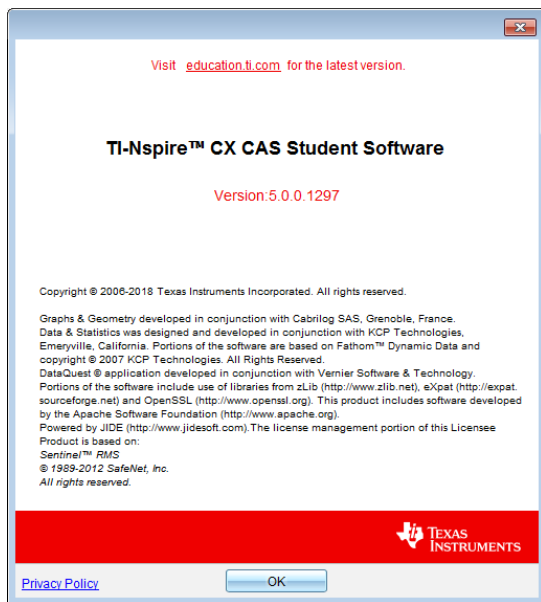 Visit education.ti.com for the latest version.
TI-Nspire™ CX CAS Student Software
Version:5.0.0.1297
Copyright © 2006-2018 Texas Instruments Incorporated. All rights reserved.
Graphs & Geometry developed in conjunction with Cabrilog SAS, Grenoble, France.
Data & Statistics was designed and developed in conjunction with KCP Technologies,
Emeryville, California. Portions of the software are based on Fathom™ Dynamic Data and
copyright © 2007 KCP Technologies. All Rights Reserved.
DataQuest ® application developed in conjunction with Vernier Software & Technology.
Portions of the software include use of libraries from zLib (http://www.zlib.net), eXpat (http://expat.
sourceforge.net) and OpenSSL (http://www.openssl.org). This product includes software developed
by the Apache Software Foundation (http://www.apache.org).
Powered by JIDE (http://www.jidesoft.com).The license management portion of this Licensee
Product is based on:
Sentinel™ RMS
© 1989-2012 SafeNet, Inc.
All rights reserved.
TEXAS
INSTRUMENTS
Privacy Policy
OK